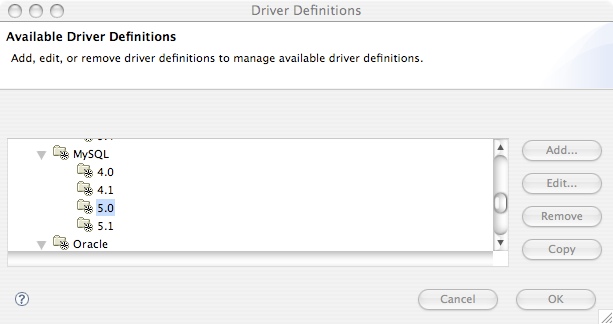 Driver Definitions
Available Driver Definitions
Add, edit, or remove driver definitions to manage available driver definitions.
MySQL
4.0
4.1
5.0
5.1
Oracle
Add...
Edit...
Remove
Copy
?
Cancel
OK